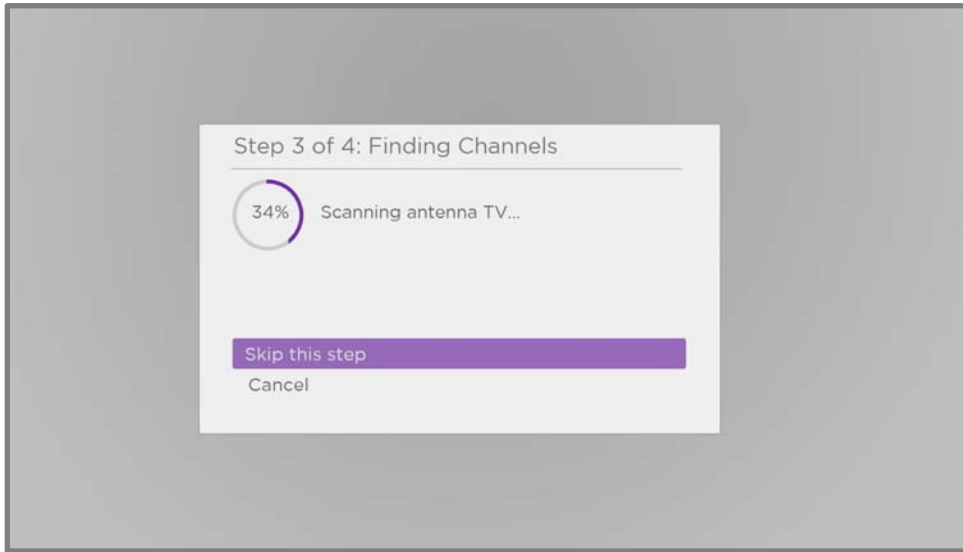 Step 3 of 4: Finding Channels
34% Scanning antenna TV...
Skip this step
Cancel